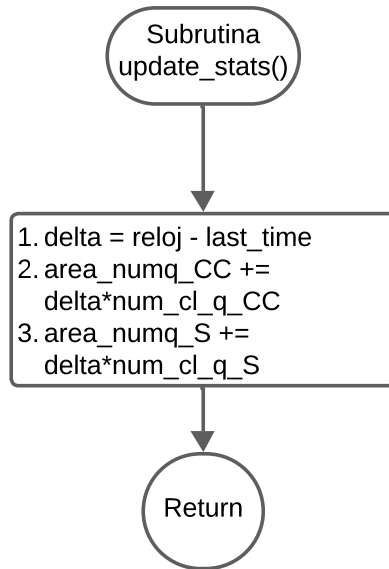 Subrutina
update_stats()
1. delta = reloj - last_time
2. area_numq_CC +=
delta*num_cl_q_CC
3. area_numq_S +=
delta*num_cl_q_S
Return